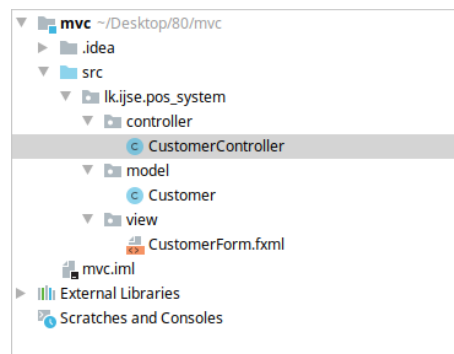 mvc ~/Desktop/80/mvc
.idea
src
lk.ijse.pos_system
controller
CustomerController
model
Customer
view
CustomerForm.fxml
mvc.iml
External Libraries
Scratches and Consoles